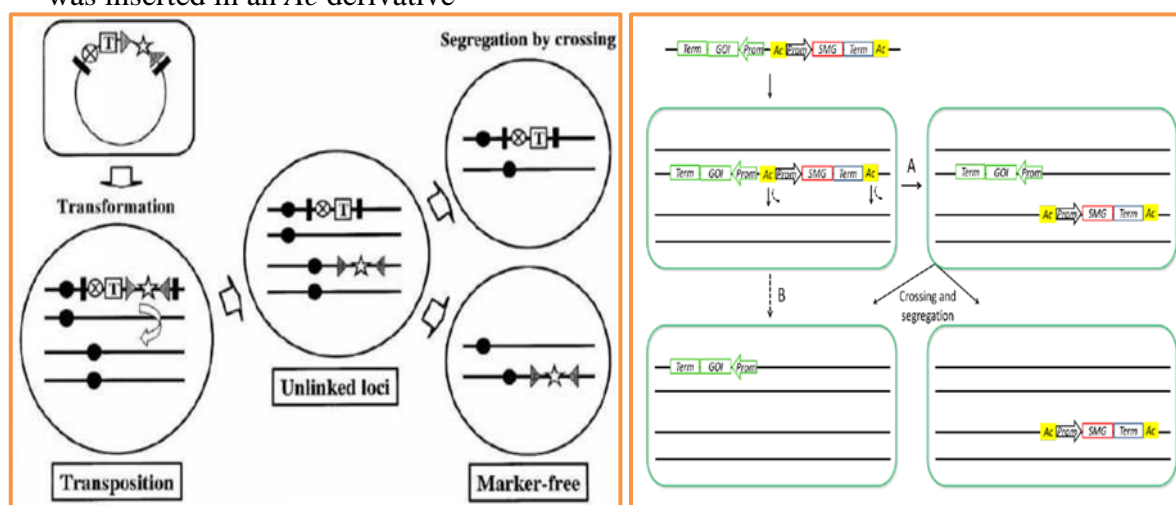 was inserted in an Ac derivative
T
Segregation by crossing
Transformation
T
T
T
Unlinked loci
Transposition
Marker-free
Term GOI Prom Ac Prom SMG Term Ac
Term GOI Prom Ac Prom SMG Term Ac
A
Term GOI Prom
Ac Prom SMG Term Ac
B
Crossing and
segregation
Term GOI Prom
Ac Prom SMG Term Ac